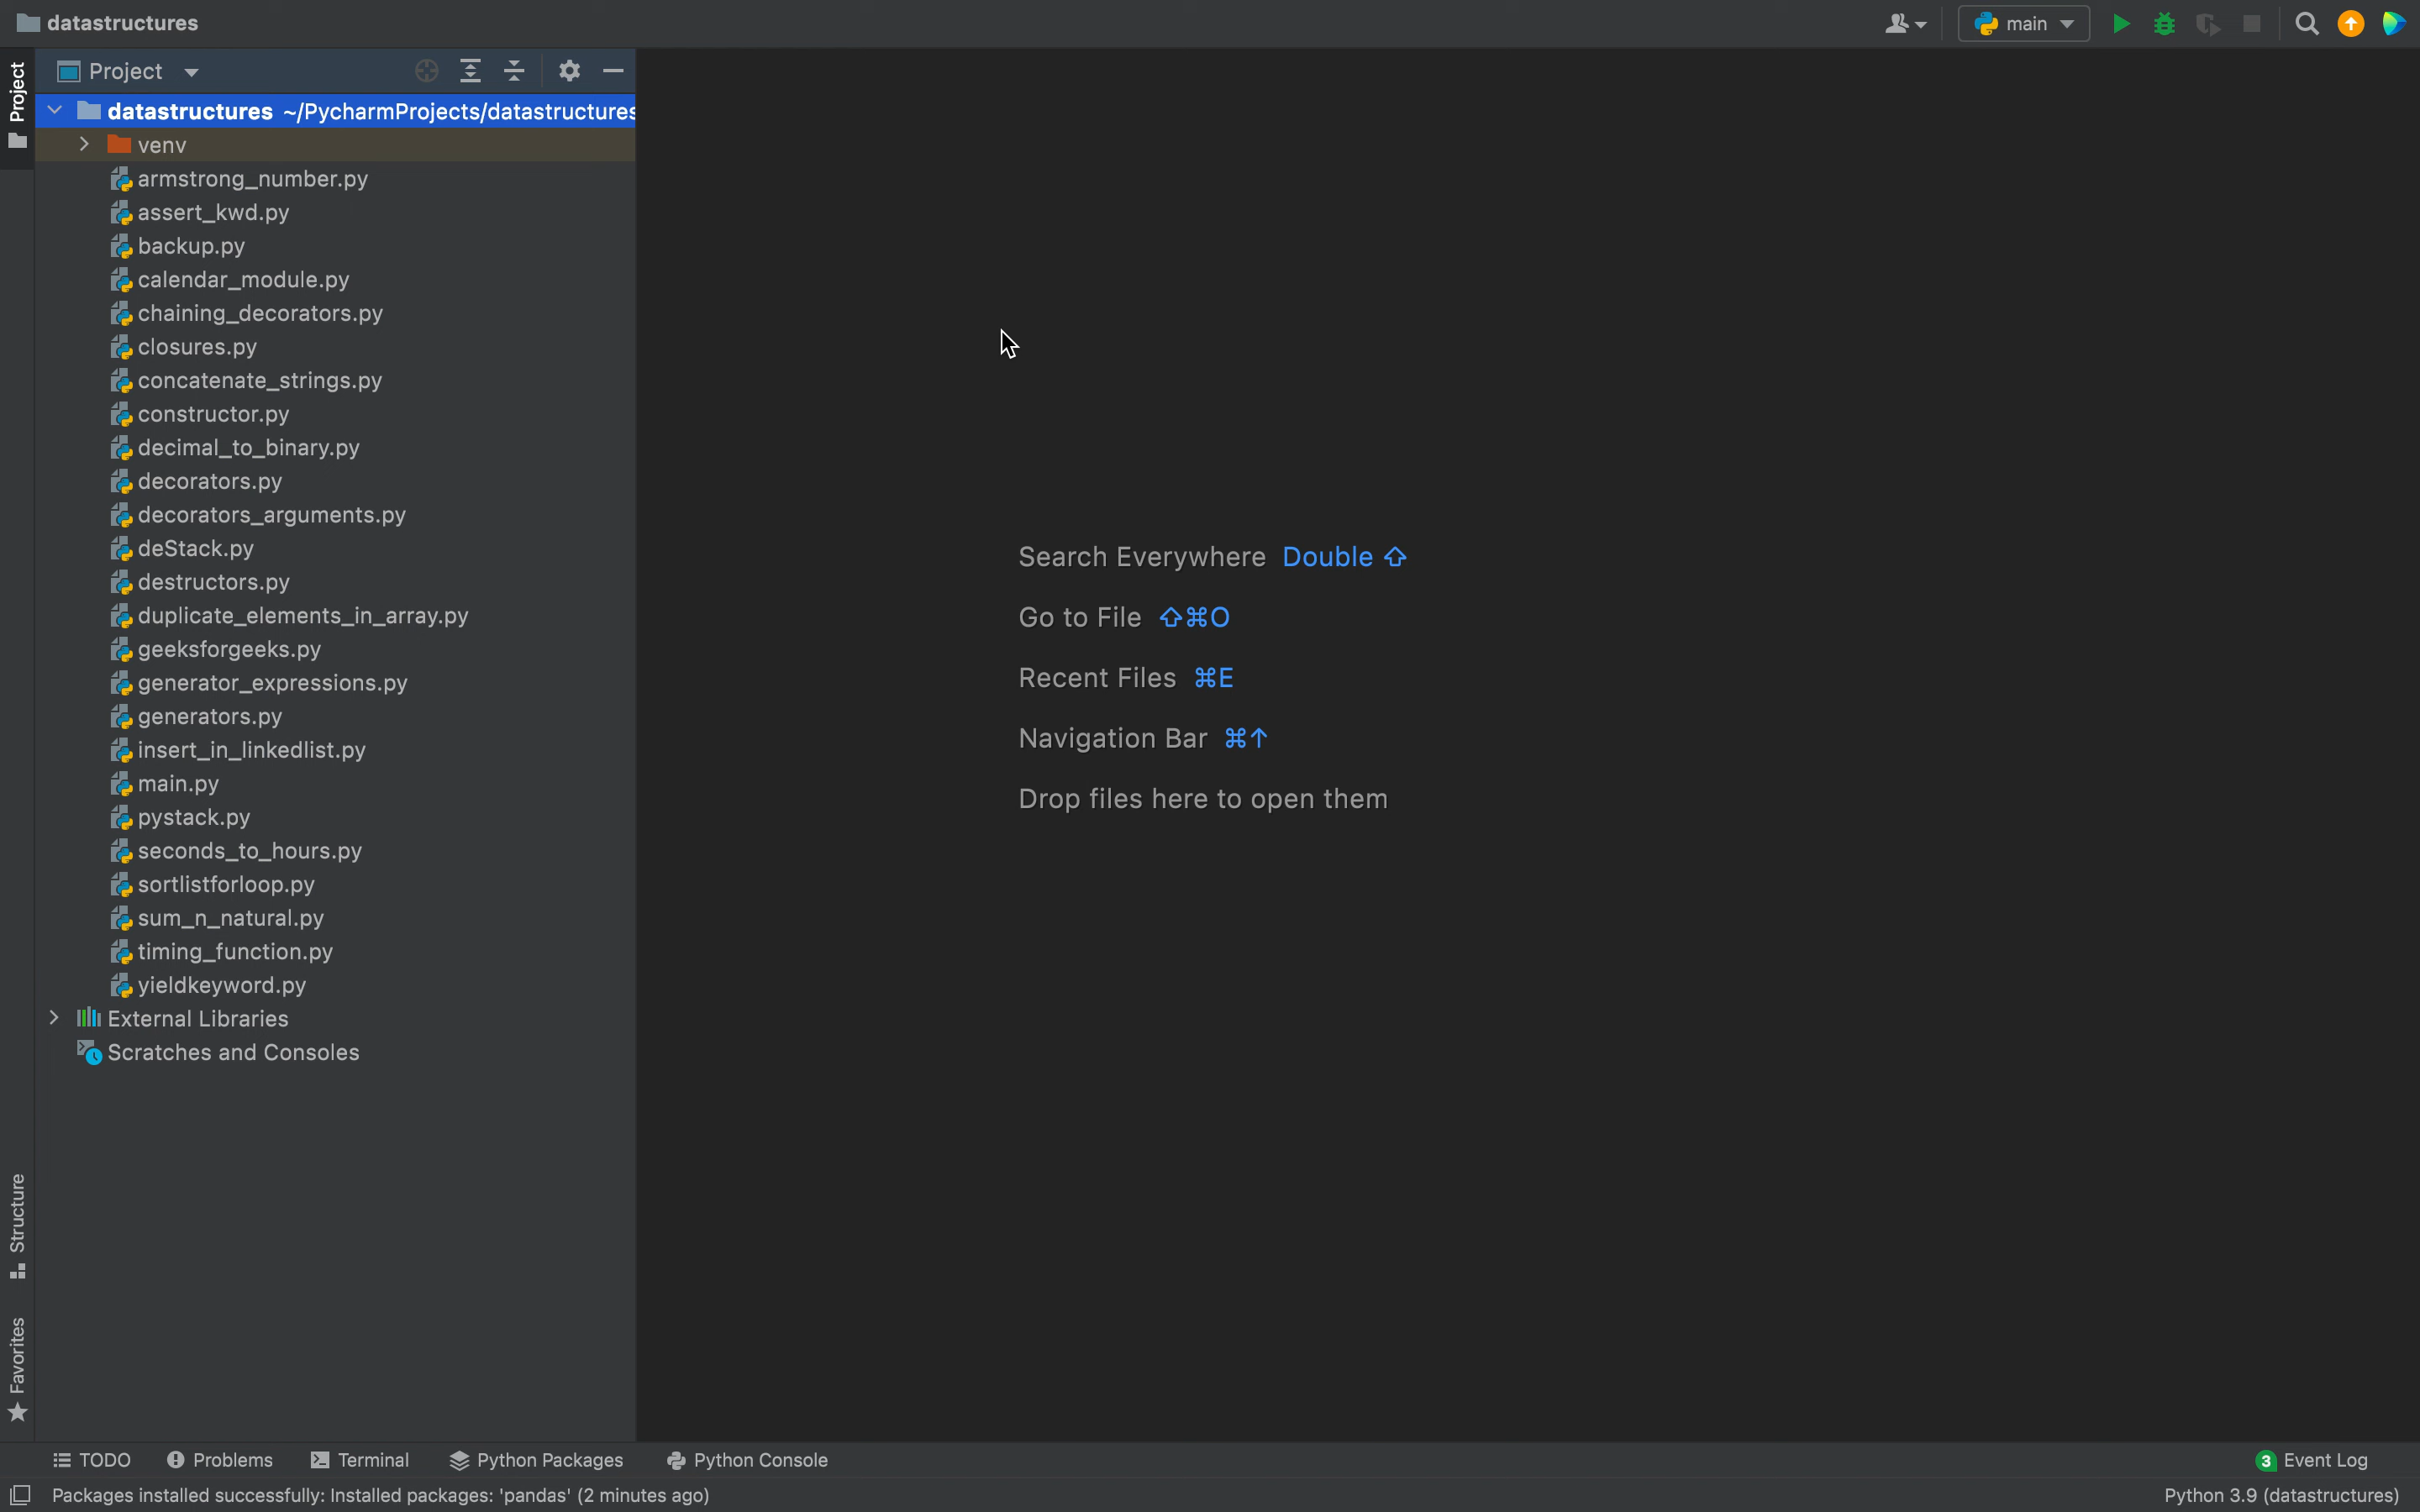 datastructures
main
Project
Project
datastructures ~/PycharmProjects/datastructures
venv
armstrong_number.py
assert_kwd.py
backup.py
calendar_module.py
chaining_decorators.py
closures.py
concatenate_strings.py
constructor.py
decimal_to_binary.py
decorators.py
decorators_arguments.py
deStack.py
destructors.py
duplicate_elements_in_array.py
geeksforgeeks.py
generator_expressions.py
generators.py
insert_in_linkedlist.py
main.py
pystack.py
seconds_to_hours.py
sortlistforloop.py
sum_n_natural.py
timing_function.py
yieldkeyword.py
External Libraries
Scratches and Consoles
Search Everywhere Double ⇧
Go to File ⇧⌘O
Recent Files ⌘E
Navigation Bar ⌘↑
Drop files here to open them
Structure
Favorites
TODO
Problems
Terminal
Python Packages
Python Console
3 Event Log
Packages installed successfully: Installed packages: 'pandas' (2 minutes ago)
Python 3.9 (datastructures)